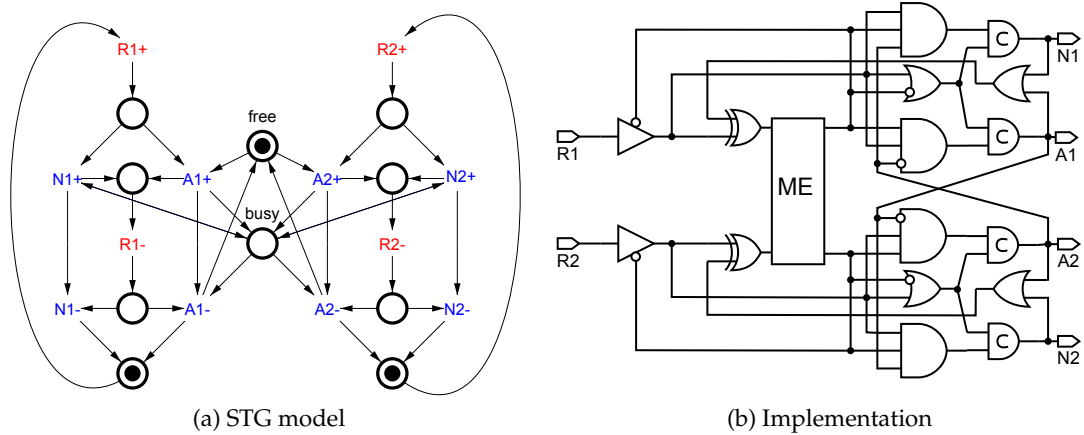 R1+ R2+
free
N1+ A1+ A2+ N2+
busy
R1- R2-
N1- A1- A2- N2-
(a) STG model
R1
R2
ME
C
C
C
C
N1
A1
A2
N2
(b) Implementation